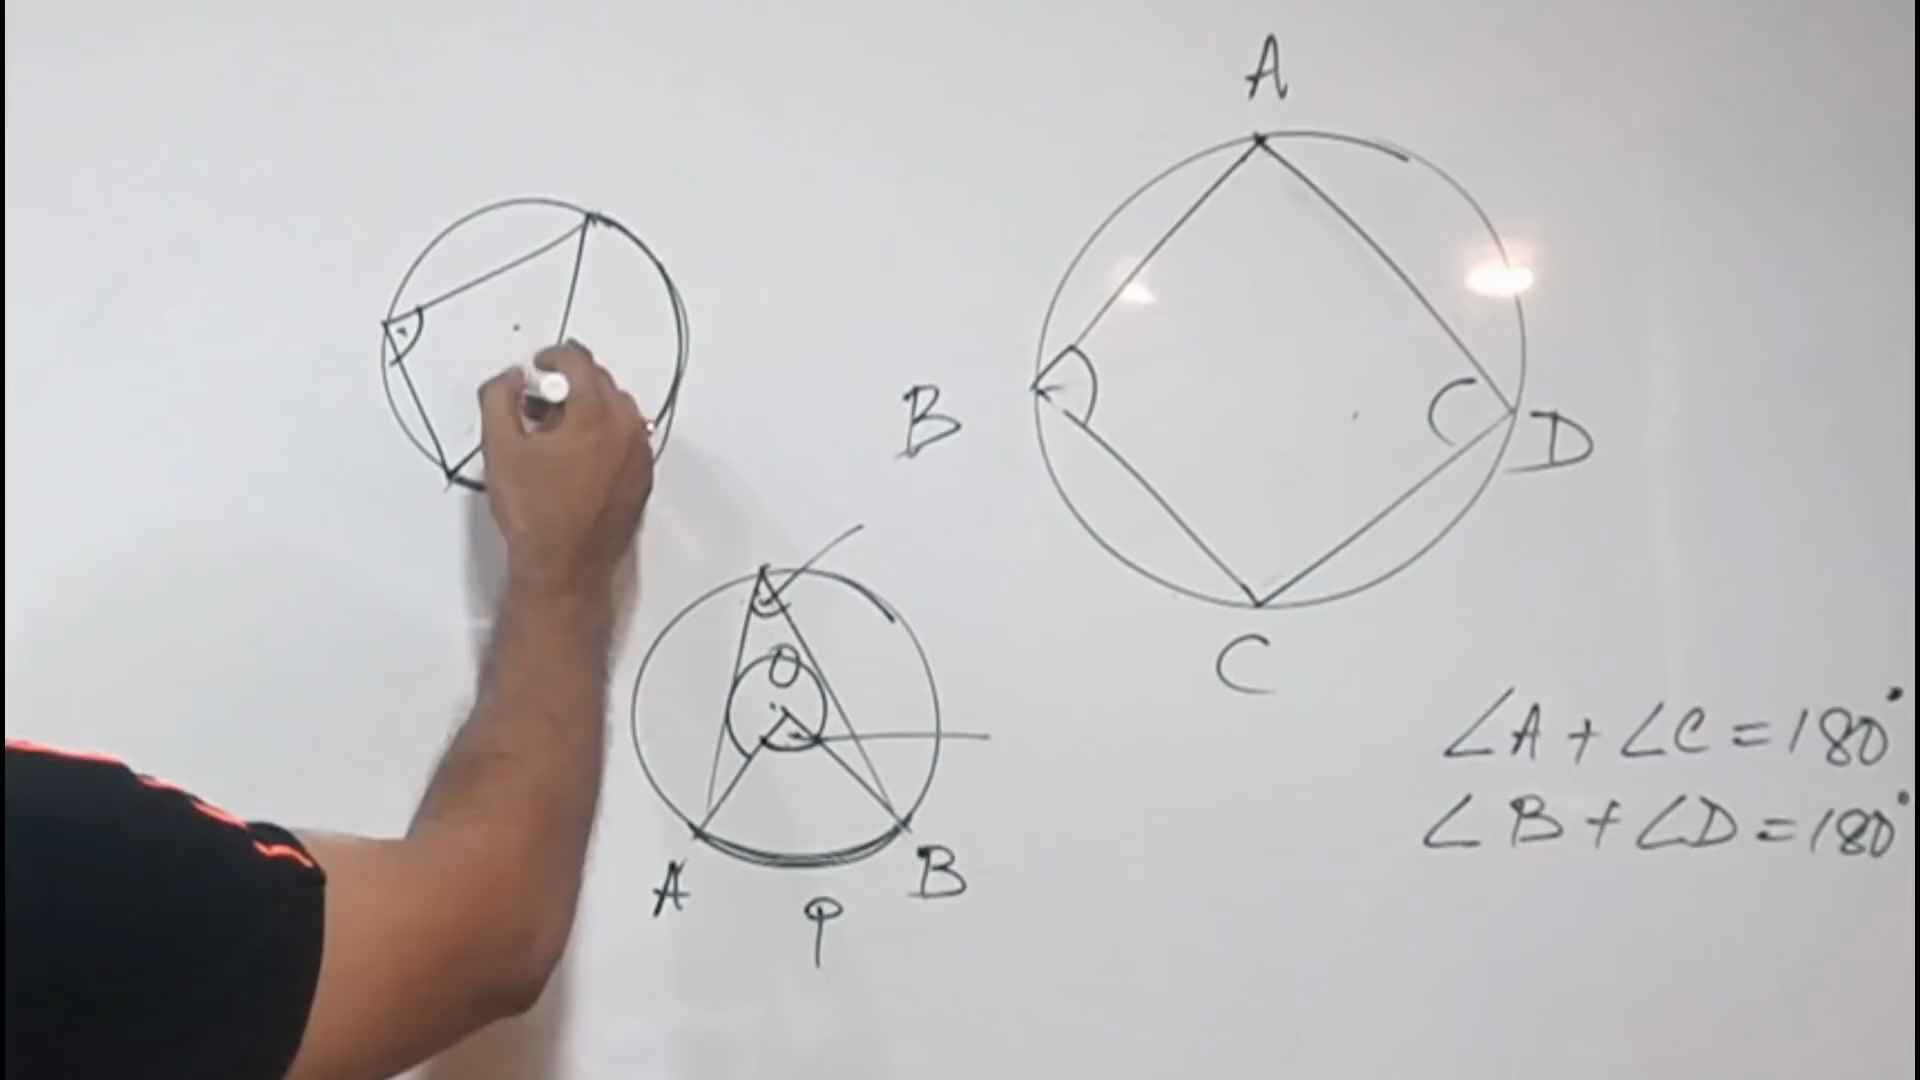 A
B
D
C
O
A
B
P
∠A + ∠C = 180°
∠B + ∠D = 180°